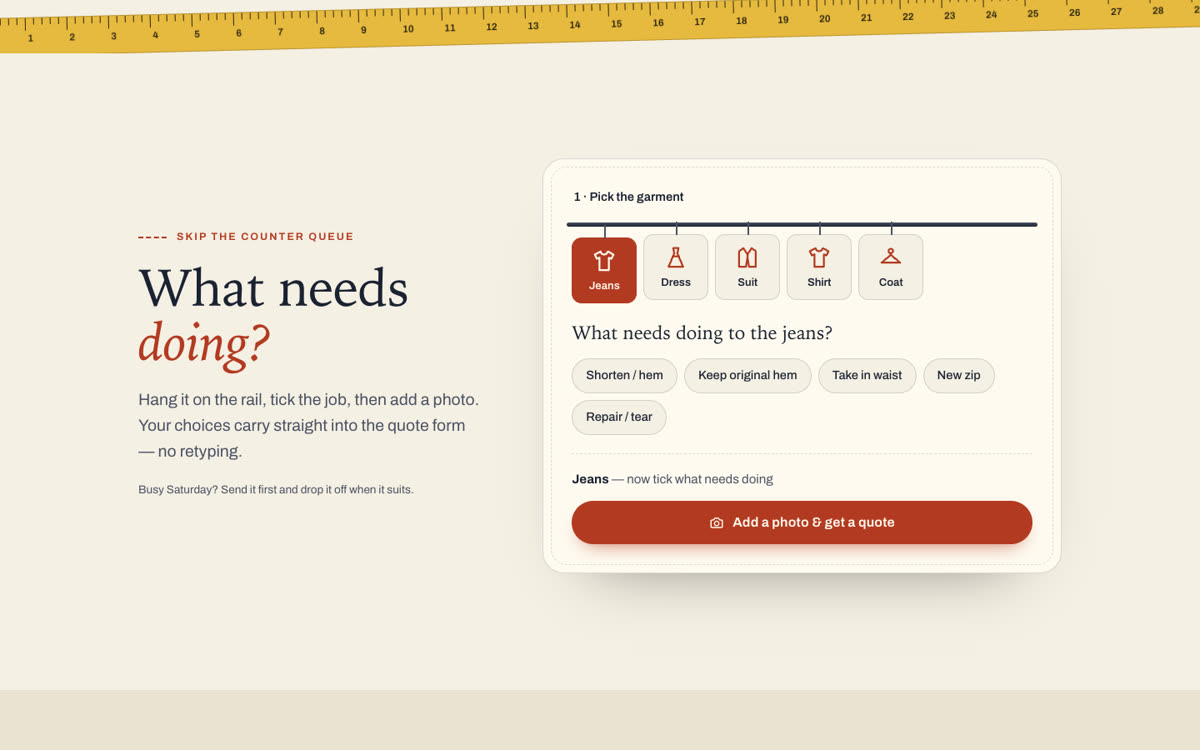 1 2 3 4 5 6 7 8 9 10 11 12 13 14 15 16 17 18 19 20 21 22 23 24 25 26 27 28
SKIP THE COUNTER QUEUE
What needs
doing?
Hang it on the rail, tick the job, then add a photo.
Your choices carry straight into the quote form
— no retyping.
Busy Saturday? Send it first and drop it off when it suits.
1 · Pick the garment
Jeans Dress Suit Shirt Coat
What needs doing to the jeans?
Shorten / hem Keep original hem Take in waist New zip
Repair / tear
Jeans — now tick what needs doing
Add a photo & get a quote